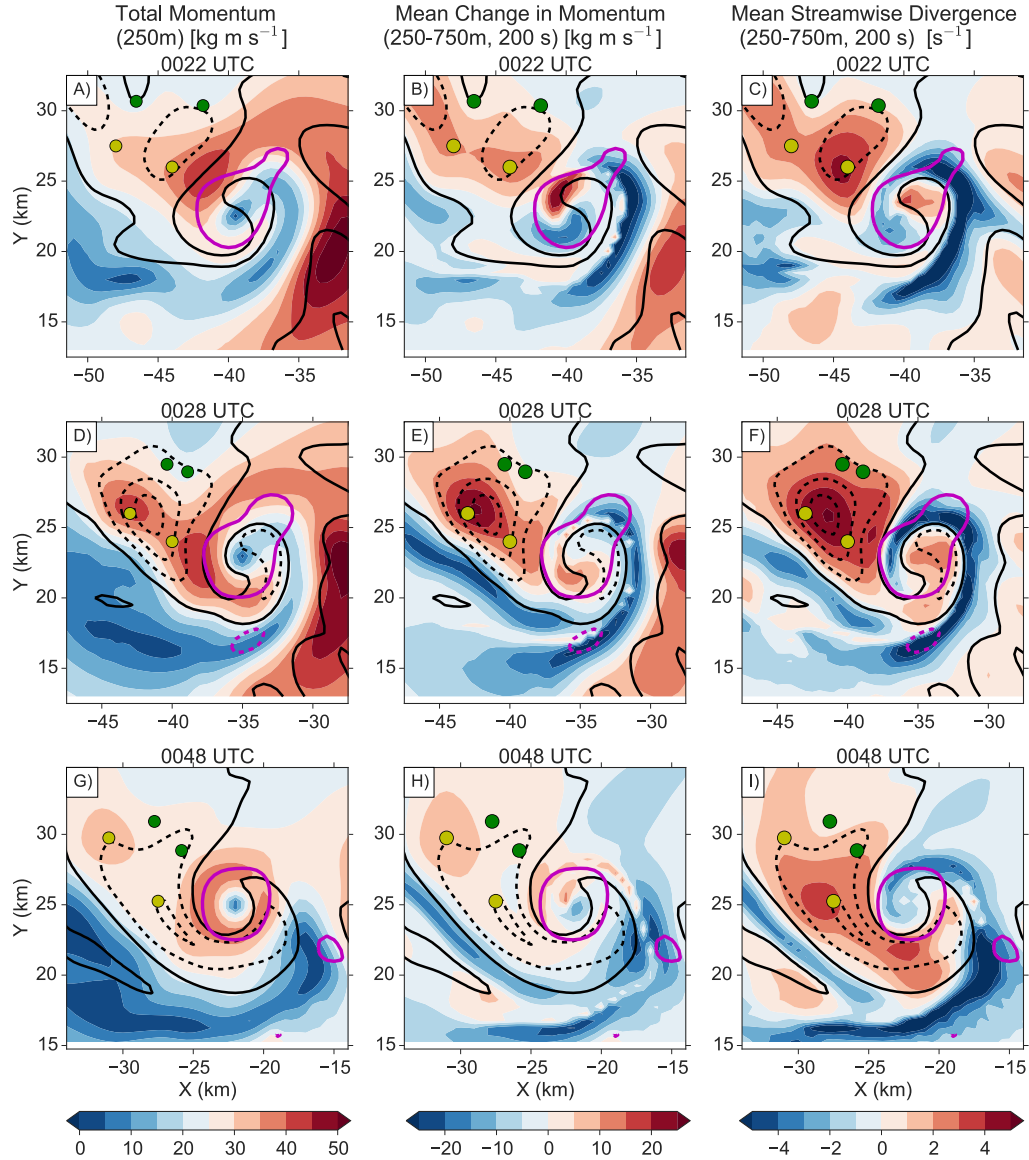 Total Momentum
(250m) [kg m s⁻¹]
Mean Change in Momentum
(250-750m, 200 s) [kg m s⁻¹]
Mean Streamwise Divergence
(250-750m, 200 s) [s⁻¹]
0022 UTC
0022 UTC
0022 UTC
A)
B)
C)
30
25
20
15
Y (km)
−50 −45 −40 −35
−50 −45 −40 −35
−50 −45 −40 −35
0028 UTC
0028 UTC
0028 UTC
D)
E)
F)
30
25
20
15
Y (km)
−45 −40 −35 −30
−45 −40 −35 −30
−45 −40 −35 −30
0048 UTC
0048 UTC
0048 UTC
G)
H)
I)
30
25
20
15
Y (km)
−30 −25 −20 −15
−30 −25 −20 −15
−30 −25 −20 −15
X (km)
X (km)
X (km)
0 10 20 30 40 50
−20 −10 0 10 20
−4 −2 0 2 4